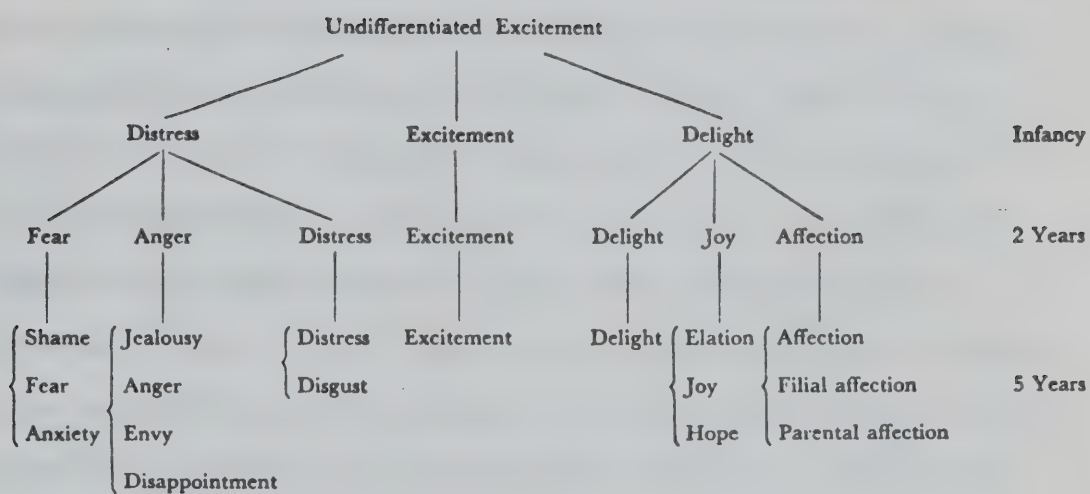 Undifferentiated Excitement
Distress Excitement Delight Infancy
Fear Anger Distress Excitement Delight Joy Affection 2 Years
Shame Jealousy Distress Excitement Delight Elation Affection
Fear Anger Disgust Joy Filial affection 5 Years
Anxiety Envy Hope Parental affection
Disappointment